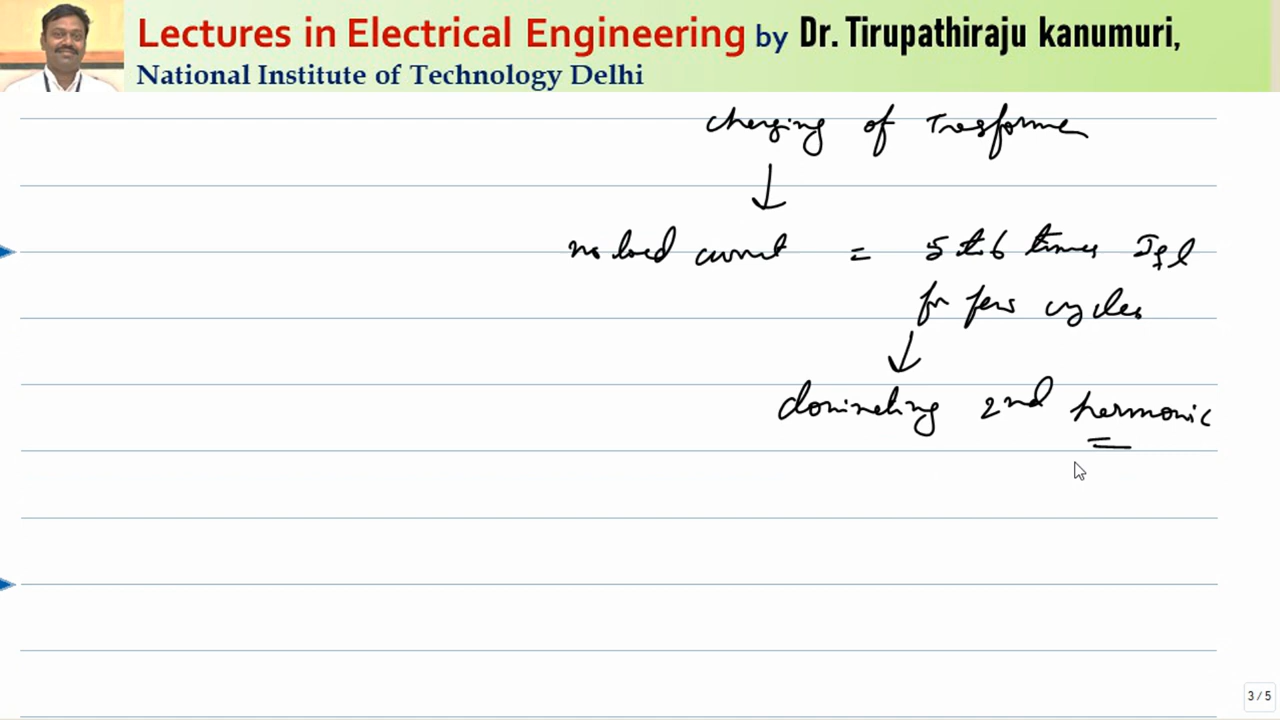 Lectures in Electrical Engineering by Dr. Tirupathiraju kanumuri,
National Institute of Technology Delhi
charging of Trasforme
no load current = 5 to 6 times Ifl
for few cycles
dominating 2nd harmonic
3 / 5